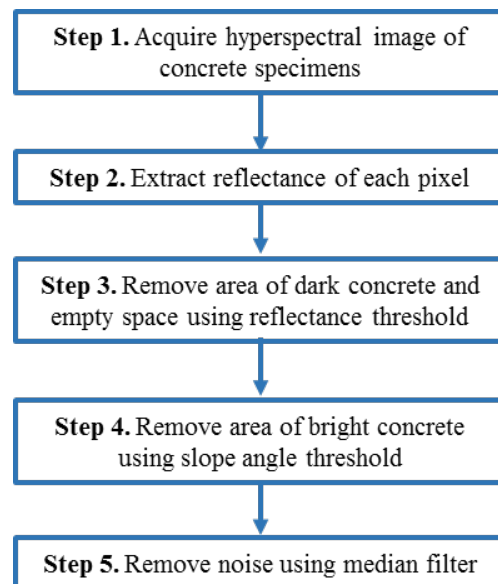 Step 1. Acquire hyperspectral image of
concrete specimens
Step 2. Extract reflectance of each pixel
Step 3. Remove area of dark concrete and
empty space using reflectance threshold
Step 4. Remove area of bright concrete
using slope angle threshold
Step 5. Remove noise using median filter